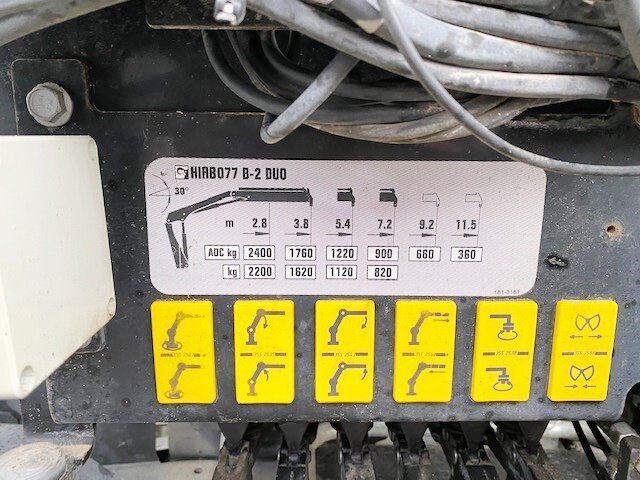 HIAB077 B-2 DUO
30°
m 2.8 3.8 5.4 7.2 9.2 11.5
ADC kg 2400 1760 1220 900 660 360
kg 2200 1620 1120 820
181-3161